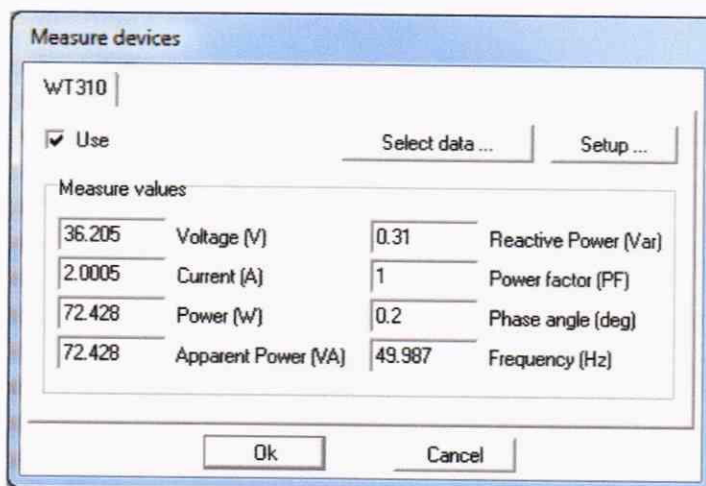 Measure devices
WT310
Use
Select data ...
Setup ...
Measure values
36.205 Voltage (V)
0.31 Reactive Power (Var)
2.0005 Current (A)
1 Power factor (PF)
72.428 Power (W)
0.2 Phase angle (deg)
72.428 Apparent Power (VA)
49.987 Frequency (Hz)
Ok
Cancel